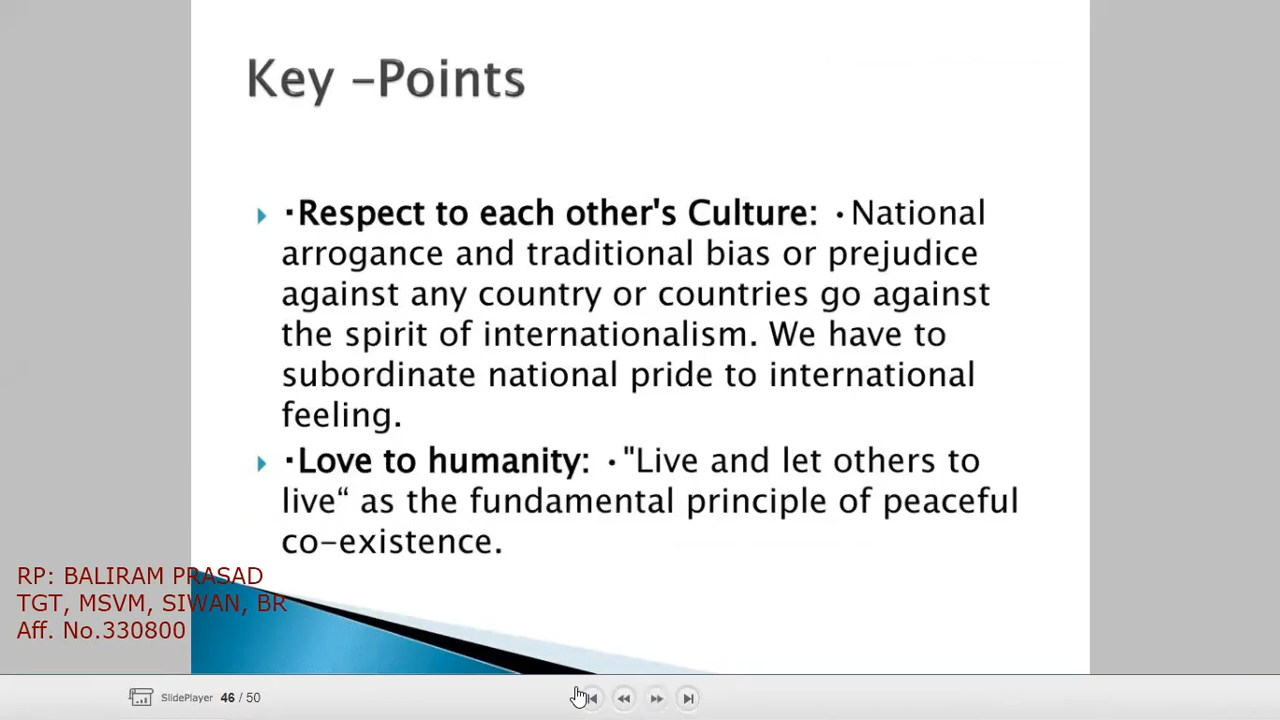 Key -Points
▪Respect to each other's Culture: •National
arrogance and traditional bias or prejudice
against any country or countries go against
the spirit of internationalism. We have to
subordinate national pride to international
feeling.
▪Love to humanity: •"Live and let others to
live“ as the fundamental principle of peaceful
co-existence.
RP: BALIRAM PRASAD
TGT, MSVM, SIWAN, BR
Aff. No.330800
SlidePlayer 46 / 50